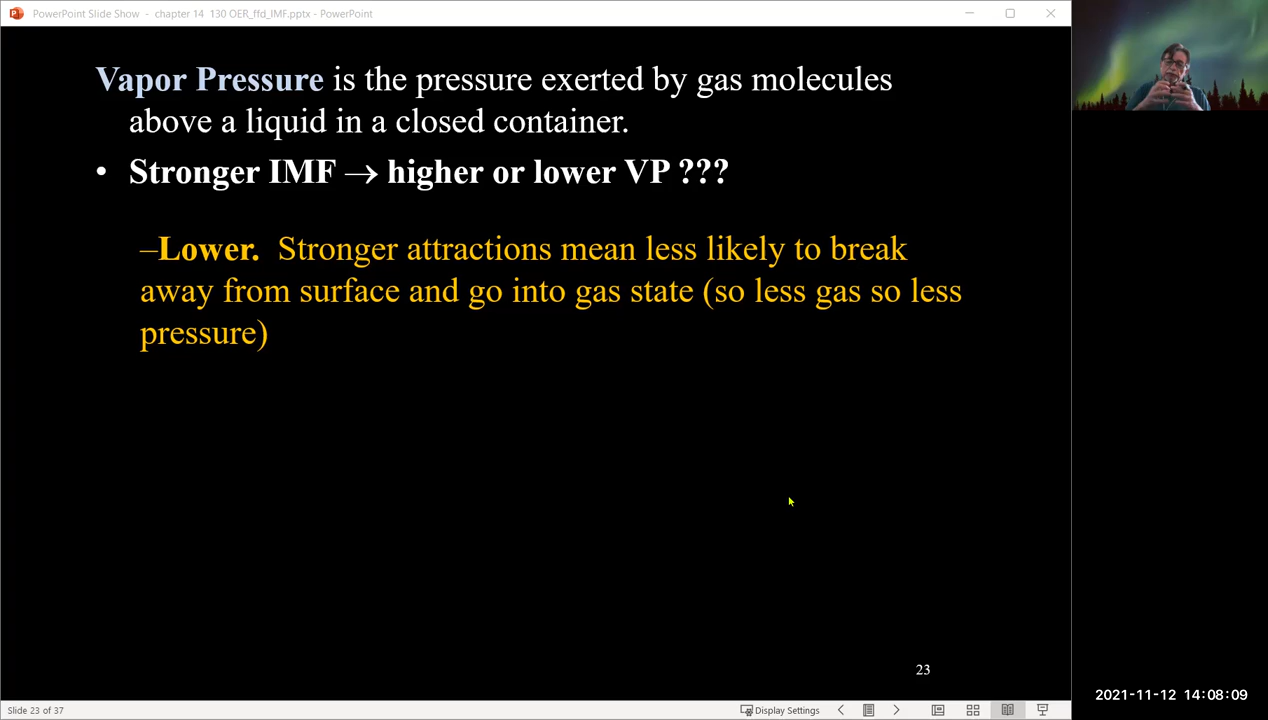 PowerPoint Slide Show - chapter 14 130 OER_ffd_IMF.pptx - PowerPoint
Vapor Pressure is the pressure exerted by gas molecules
above a liquid in a closed container.
• Stronger IMF → higher or lower VP ???
–Lower. Stronger attractions mean less likely to break
away from surface and go into gas state (so less gas so less
pressure)
23
2021-11-12 14:08:09
Slide 23 of 37
Display Settings